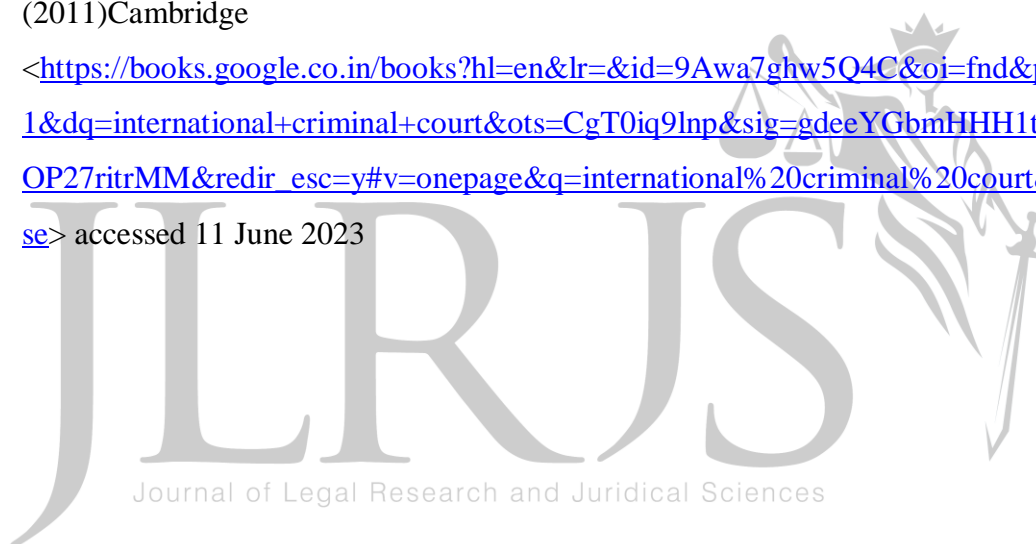 (2011)Cambridge
<https://books.google.co.in/books?hl=en&lr=&id=9Awa7ghw5Q4C&oi=fnd&
1&dq=international+criminal+court&ots=CgT0iq9lnp&sig=gdeeYGbmHHH1t
OP27ritrMM&redir_esc=y#v=onepage&q=international%20criminal%20court
se> accessed 11 June 2023
JLRJS
Journal of Legal Research and Juridical Sciences